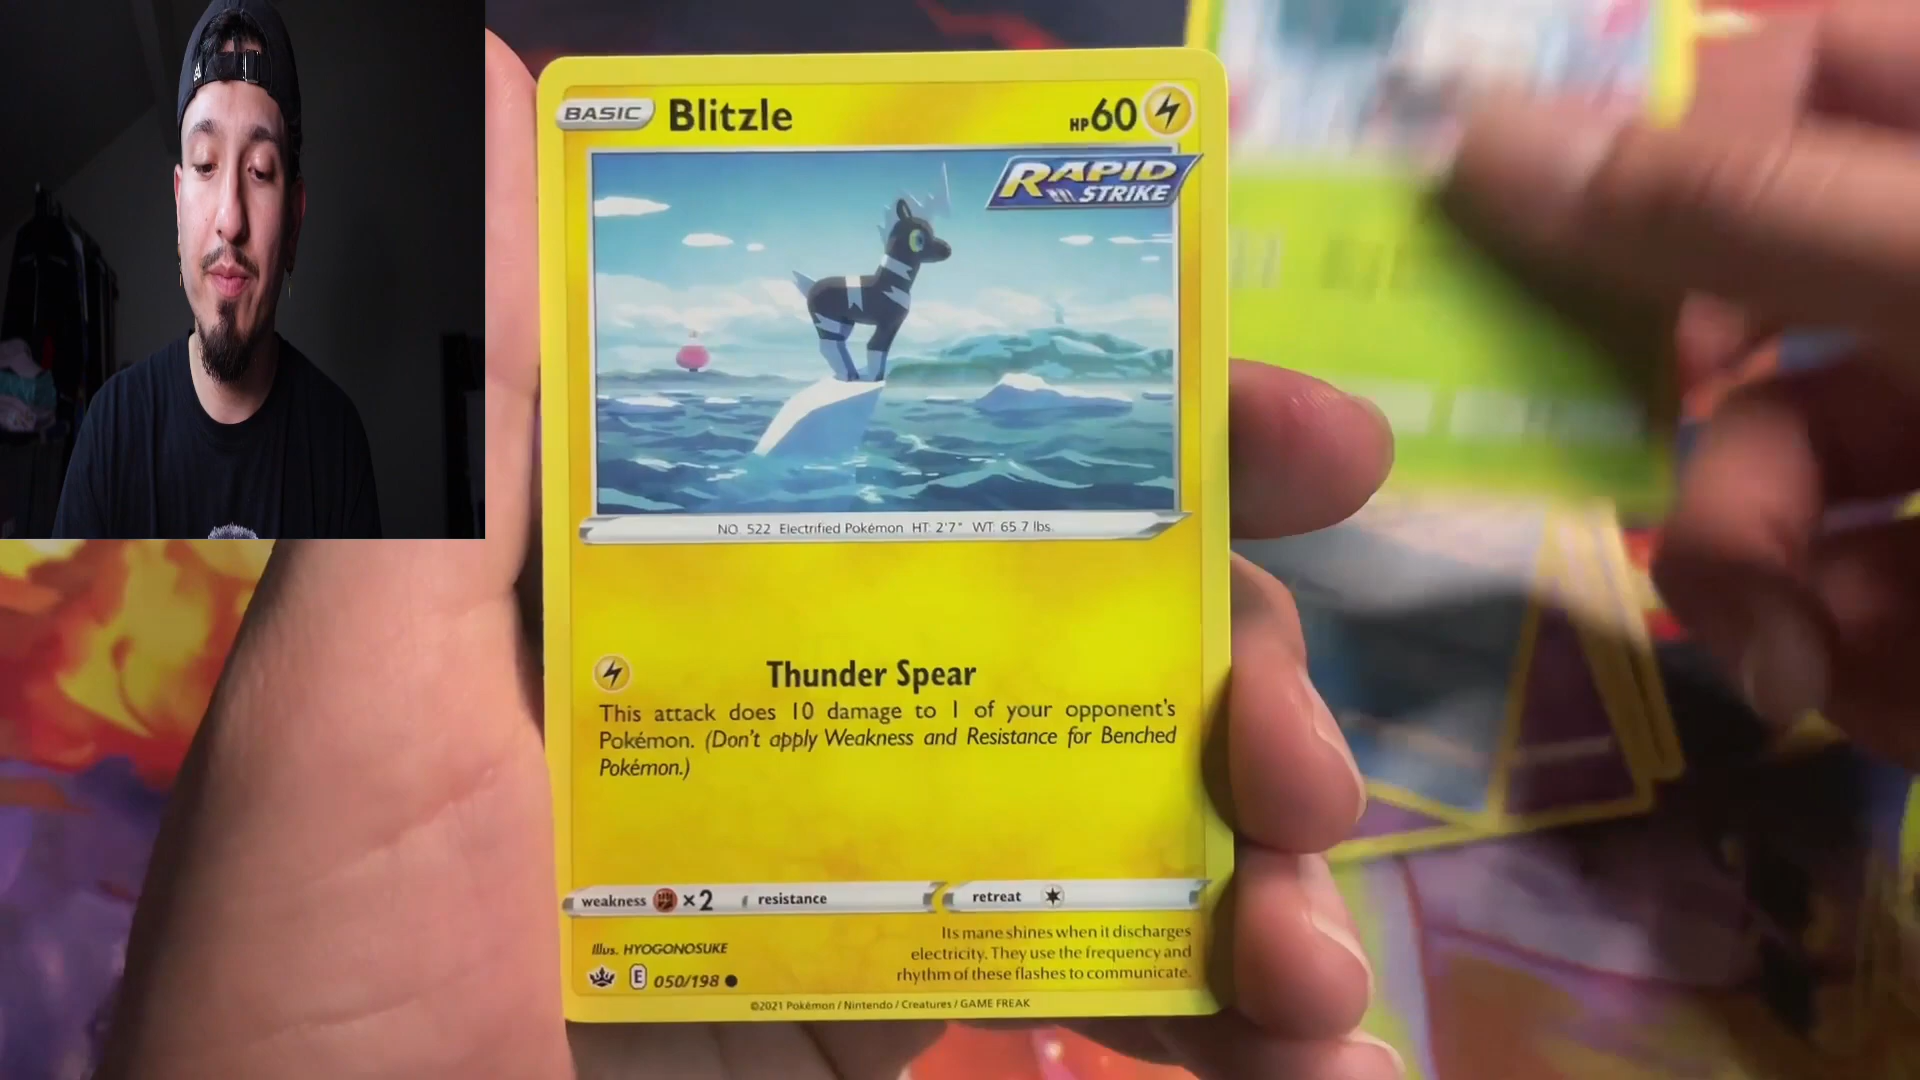 BASIC Blitzle HP60
RAPID
STRIKE
NO. 522 Electrified Pokémon HT: 2'7" WT: 65.7 lbs.
Thunder Spear
This attack does 10 damage to 1 of your opponent's
Pokémon. (Don't apply Weakness and Resistance for Benched
Pokémon.)
weakness ×2 resistance retreat
Its mane shines when it discharges
electricity. They use the frequency and
rhythm of these flashes to communicate.
Illus. HYOGONOSUKE
E 050/198
©2021 Pokémon / Nintendo / Creatures / GAME FREAK